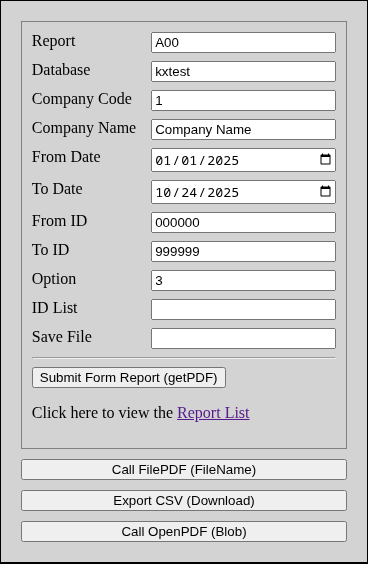 Report A00
Database kxtest
Company Code 1
Company Name Company Name
From Date 01/01/2025
To Date 10/24/2025
From ID 000000
To ID 999999
Option 3
ID List
Save File
Submit Form Report (getPDF)
Click here to view the Report List
Call FilePDF (FileName)
Export CSV (Download)
Call OpenPDF (Blob)